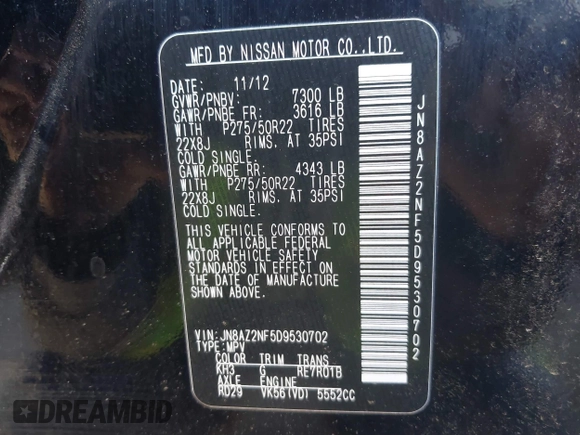 MFD BY NISSAN MOTOR CO.,LTD.
DATE: 11/12
GVWR/PNBV: 7300 LB
GAWR/PNBE FR: 3616 LB
WITH P275/50R22 TIRES
22X8J RIMS. AT 35PSI
COLD SINGLE.
GAWR/PNBE RR: 4343 LB
WITH P275/50R22 TIRES
22X8J RIMS. AT 35PSI
COLD SINGLE.
THIS VEHICLE CONFORMS TO
ALL APPLICABLE FEDERAL
MOTOR VEHICLE SAFETY
STANDARDS IN EFFECT ON
THE DATE OF MANUFACTURE
SHOWN ABOVE.
VIN: JN8AZ2NF5D9530702
TYPE: MPV
COLOR TRIM TRANS
KH3 G RE7R01B
AXLE ENGINE
RD29 VK56(VD) 5552CC
JN8AZ2NF5D9530702
DREAMBID